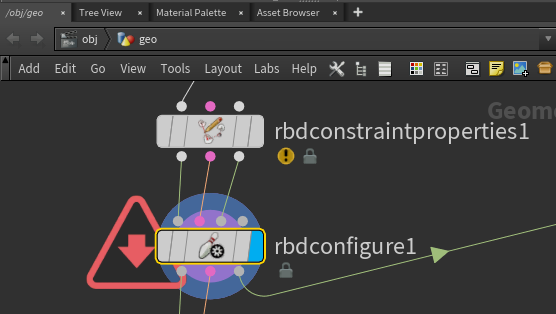 /obj/geo × Tree View × Material Palette × Asset Browser × +
obj geo
Add Edit Go View Tools Layout Labs Help
Geome
rbdconstraintproperties1
rbdconfigure1